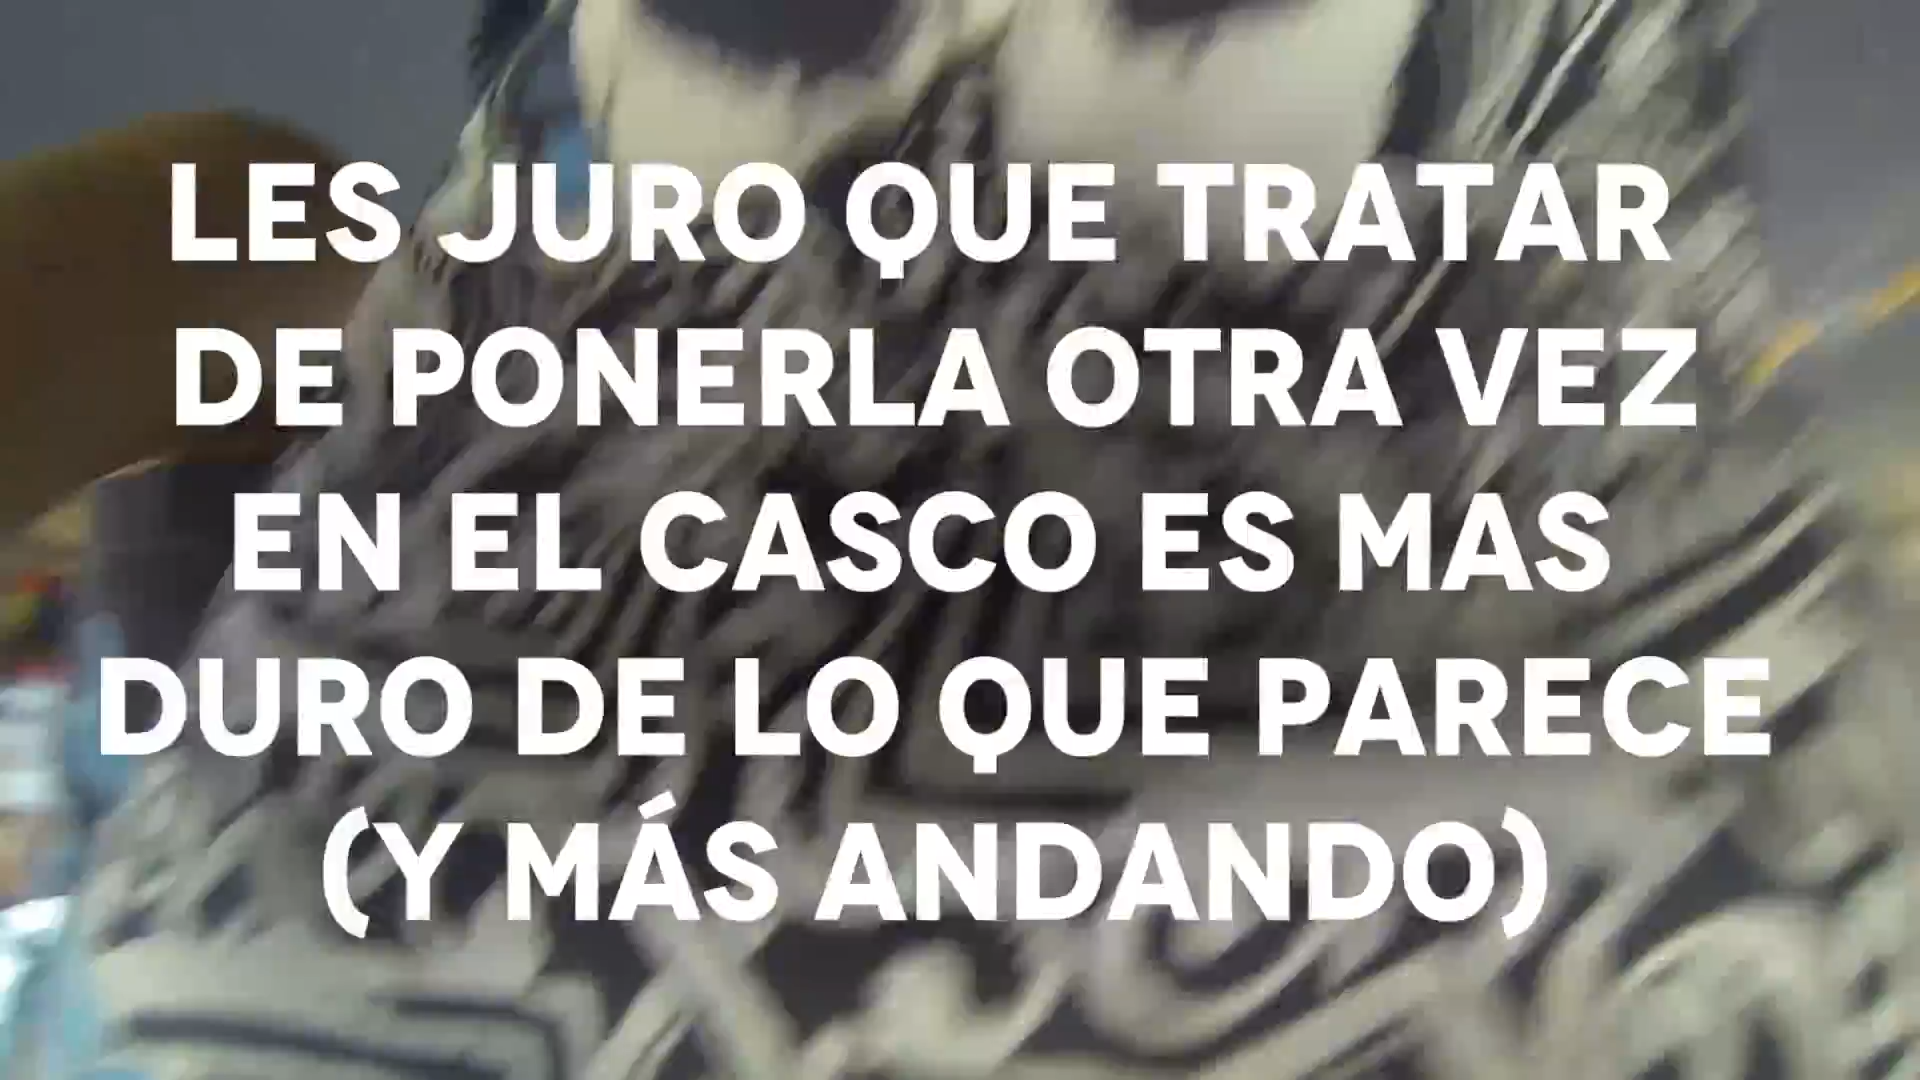 LES JURO QUE TRATAR
DE PONERLA OTRA VEZ
EN EL CASCO ES MAS
DURO DE LO QUE PARECE
(Y MÁS ANDANDO)